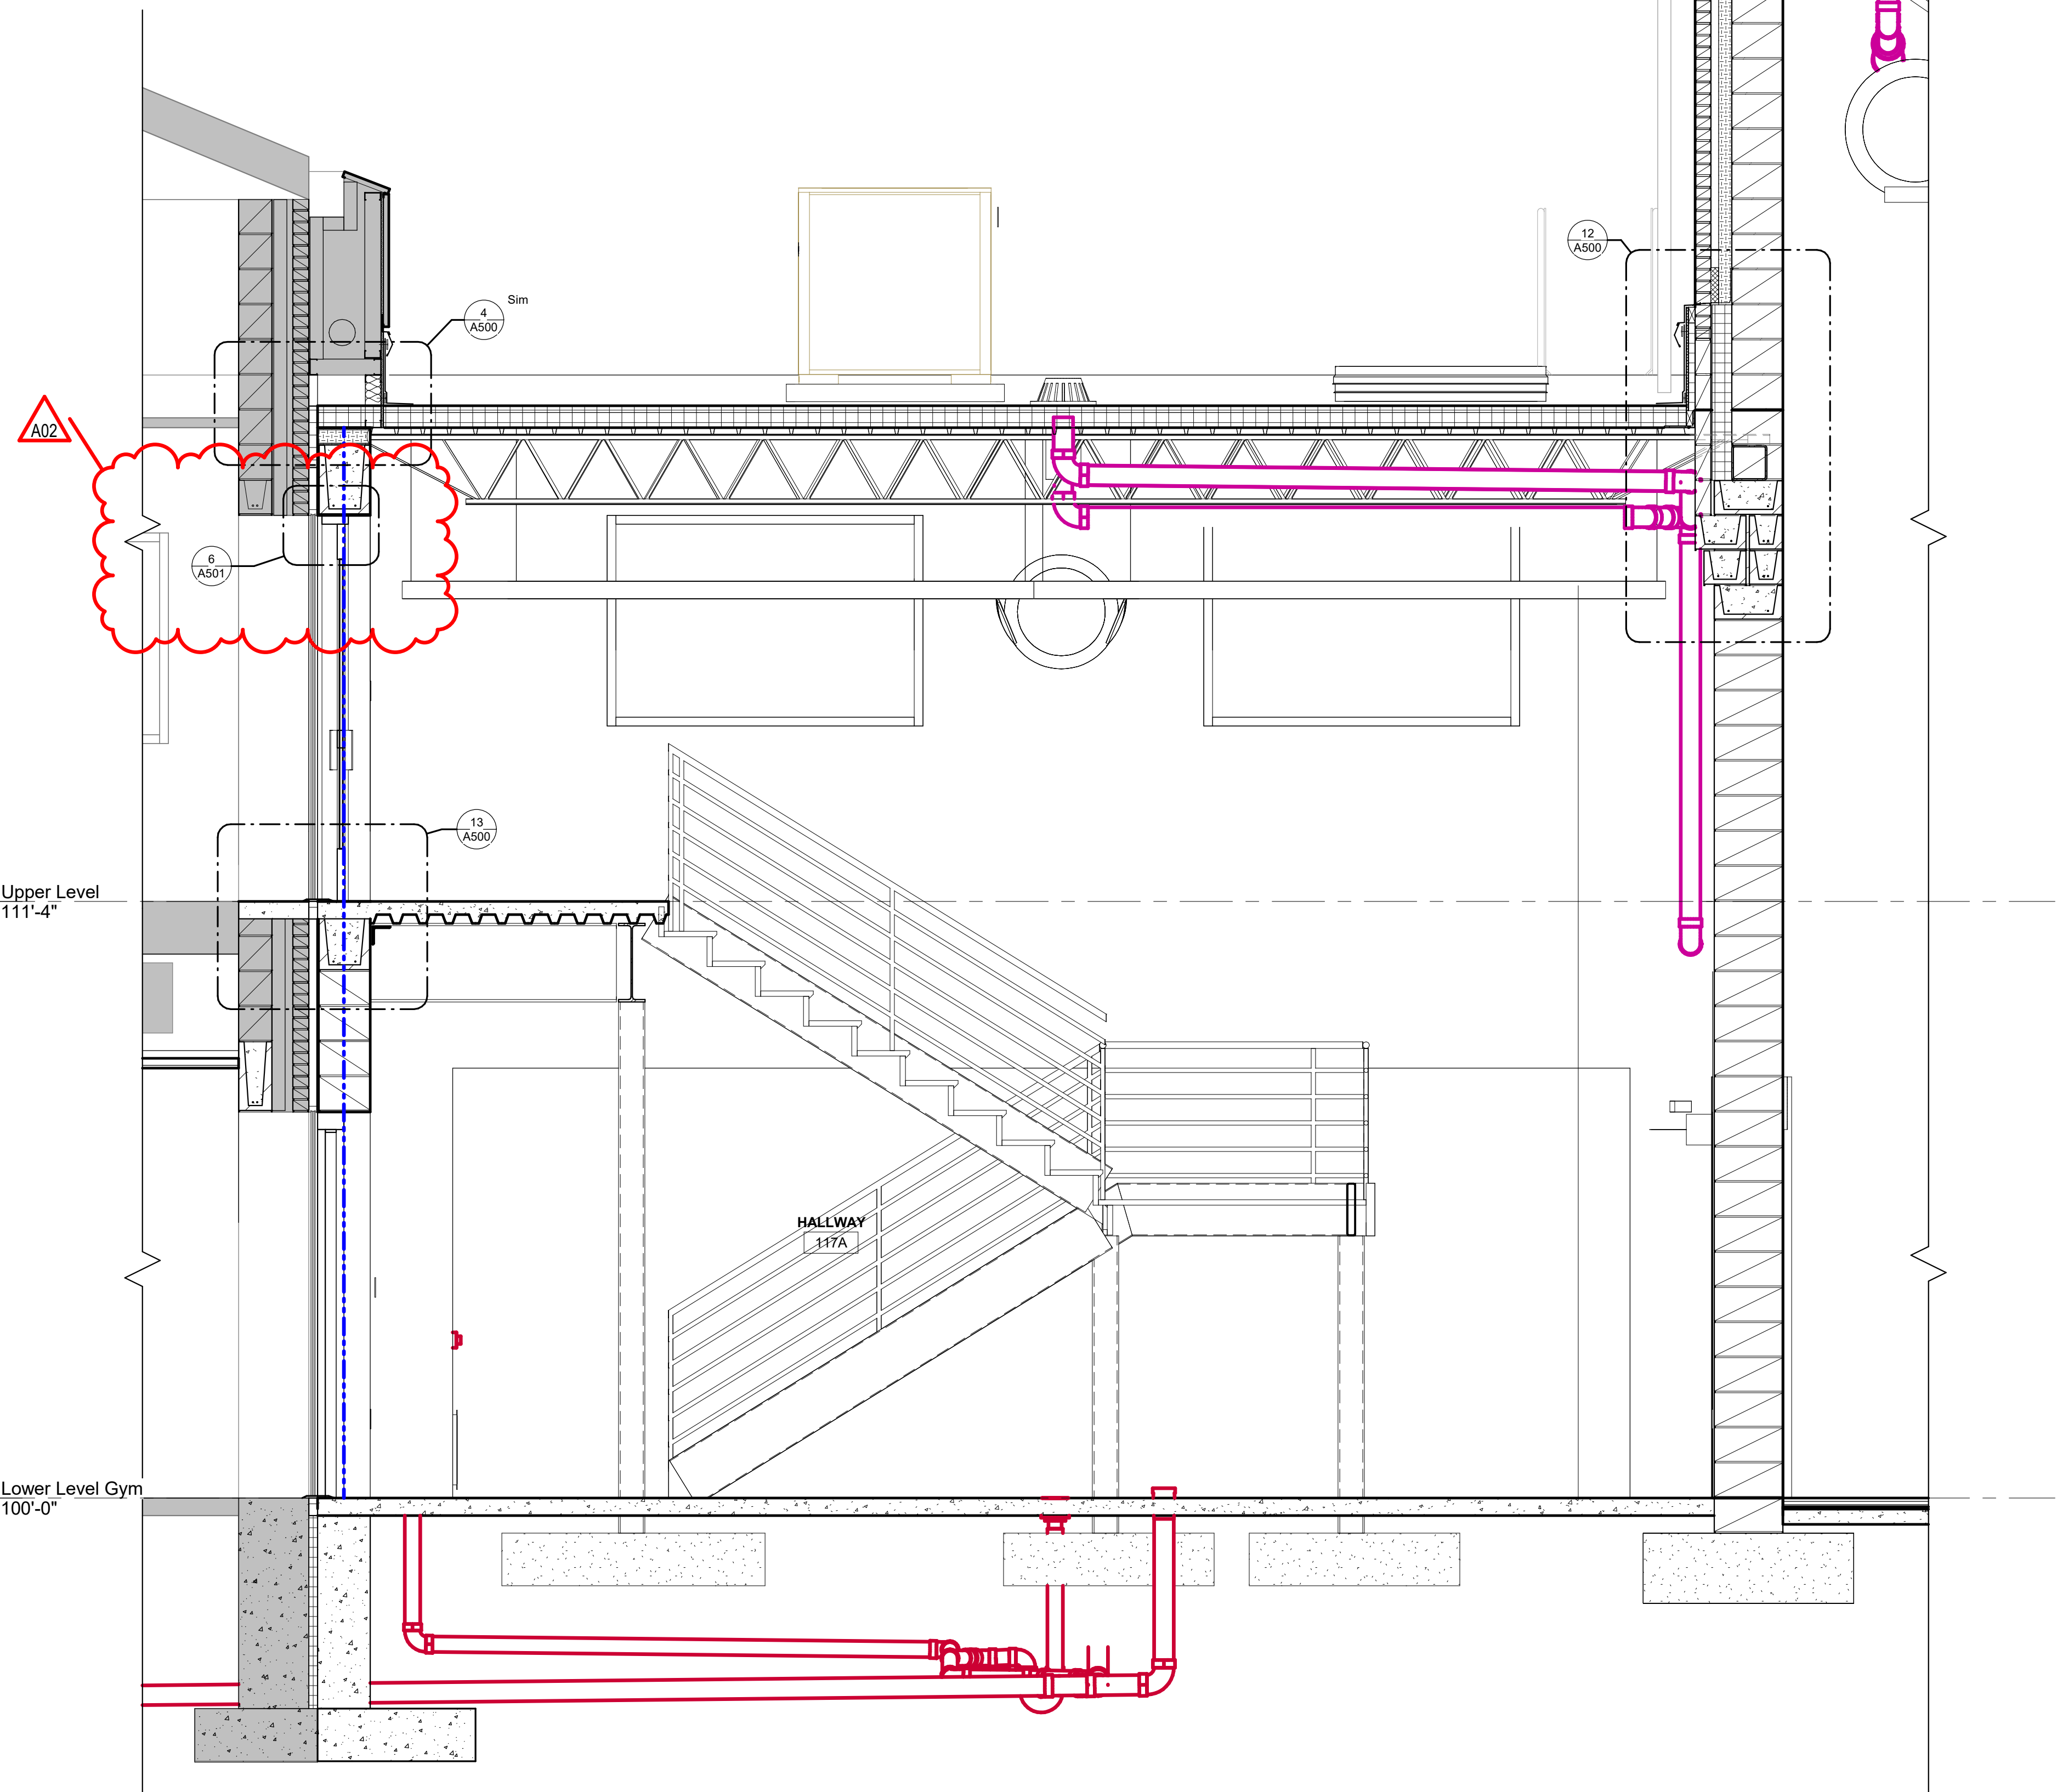 12
A500
4
A500
Sim
A02
6
A501
13
A500
Upper Level
111'-4"
HALLWAY
117A
Lower Level Gym
100'-0"